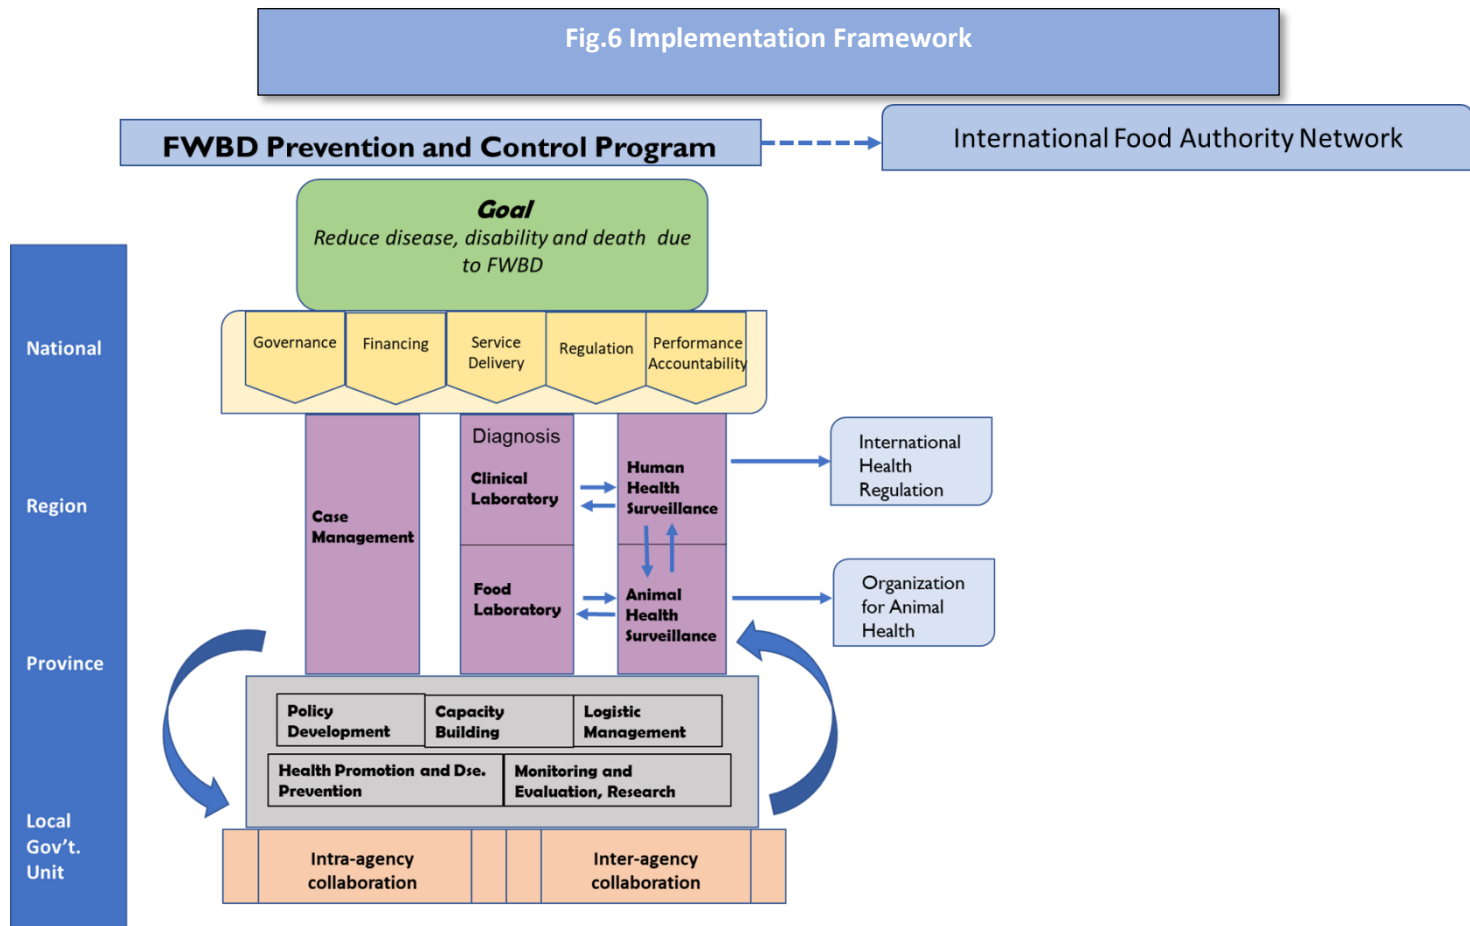 Fig.6 Implementation Framework
FWBD Prevention and Control Program
International Food Authority Network
Goal
Reduce disease, disability and death due
to FWBD
National
Region
Province
Local
Gov't.
Unit
Governance
Financing
Service
Delivery
Regulation
Performance
Accountability
Case
Management
Diagnosis
Clinical
Laboratory
Food
Laboratory
Human
Health
Surveillance
Animal
Health
Surveillance
International
Health
Regulation
Organization
for Animal
Health
Policy
Development
Capacity
Building
Logistic
Management
Health Promotion and Dse.
Prevention
Monitoring and
Evaluation, Research
Intra-agency
collaboration
Inter-agency
collaboration